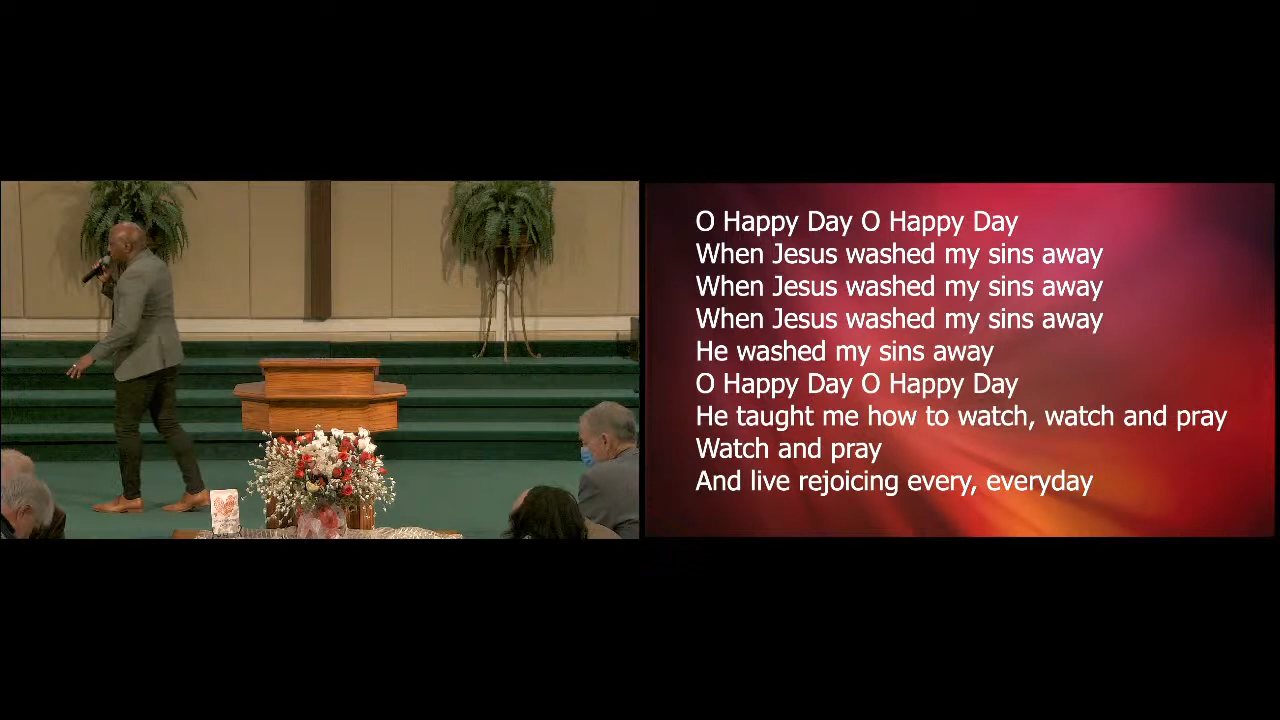 O Happy Day O Happy Day
When Jesus washed my sins away
When Jesus washed my sins away
When Jesus washed my sins away
He washed my sins away
O Happy Day O Happy Day
He taught me how to watch, watch and pray
Watch and pray
And live rejoicing every, everyday